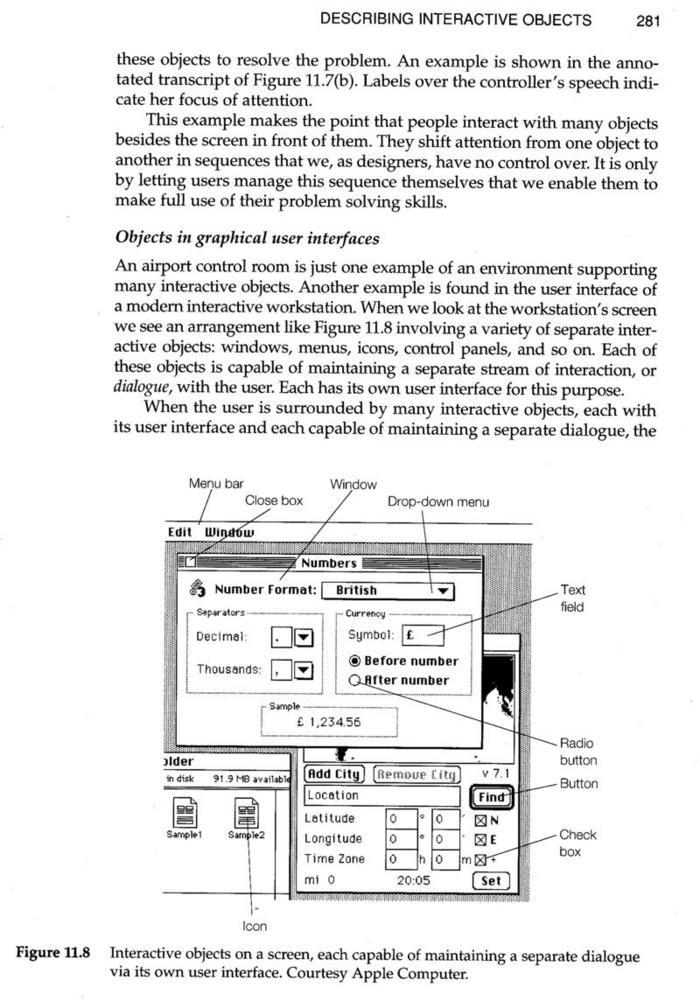 DESCRIBING INTERACTIVE OBJECTS 281
these objects to resolve the problem. An example is shown in the anno-
tated transcript of Figure 11.7(b). Labels over the controller's speech indi-
cate her focus of attention.
This example makes the point that people interact with many objects
besides the screen in front of them. They shift attention from one object to
another in sequences that we, as designers, have no control over. It is only
by letting users manage this sequence themselves that we enable them to
make full use of their problem solving skills.
Objects in graphical user interfaces
An airport control room is just one example of an environment supporting
many interactive objects. Another example is found in the user interface of
a modern interactive workstation. When we look at the workstation's screen
we see an arrangement like Figure 11.8 involving a variety of separate inter-
active objects: windows, menus, icons, control panels, and so on. Each of
these objects is capable of maintaining a separate stream of interaction, or
dialogue, with the user. Each has its own user interface for this purpose.
When the user is surrounded by many interactive objects, each with
its user interface and each capable of maintaining a separate dialogue, the
Menu bar
Window
Close box
Drop-down menu
Edit Window
Numbers
Number Format: British
Text
field
Separators
Currency
Decimal: .
Symbol: £
Thousands: ,
Before number
After number
Sample
£ 1,234.56
Radio
button
older
in disk 91.9 MB available
Add City Remove City v 7.1
Button
Location
Find
Sample1 Sample2
Latitude 0 ° 0 ' N
Longitude 0 ° 0 ' E
Time Zone 0 h 0 m +
Check
box
mi 0 20:05 Set
Icon
Figure 11.8 Interactive objects on a screen, each capable of maintaining a separate dialogue
via its own user interface. Courtesy Apple Computer.